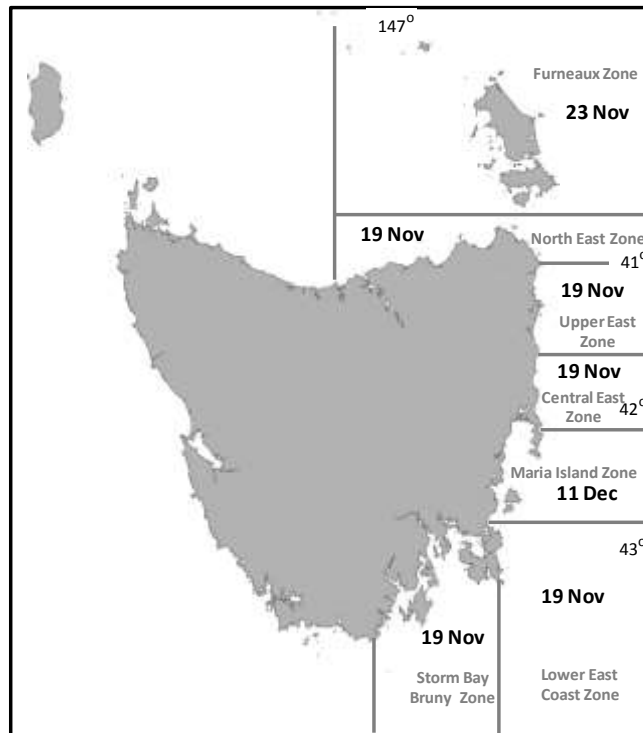 147°
Furneaux Zone
23 Nov
19 Nov
North East Zone
41°
19 Nov
Upper East
Zone
19 Nov
Central East
Zone
42°
Maria Island Zone
11 Dec
43°
19 Nov
19 Nov
Storm Bay
Bruny Zone
Lower East
Coast Zone